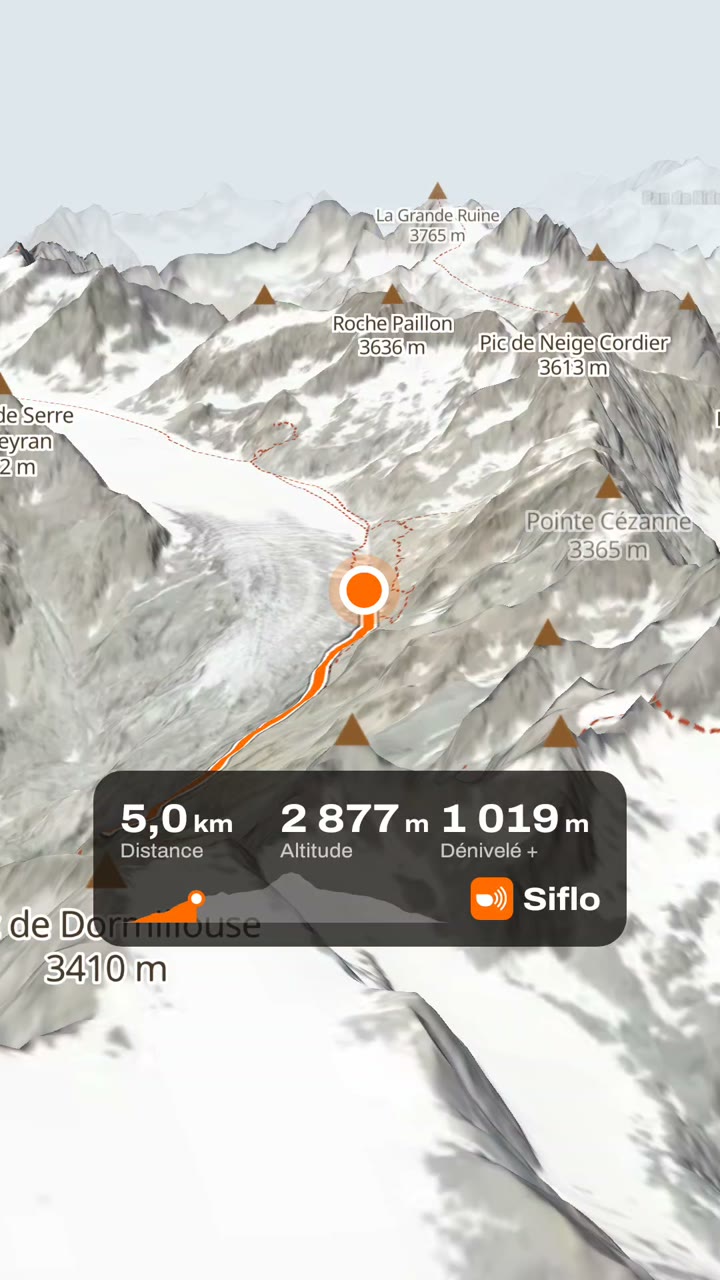 La Grande Ruine
3765 m
Roche Paillon
3636 m
Pic de Neige Cordier
3613 m
de Serre
eyran
2 m
Pointe Cézanne
3365 m
5,0 km
Distance
2 877 m
Altitude
1 019 m
Dénivelé +
Siflo
de Dormillouse
3410 m